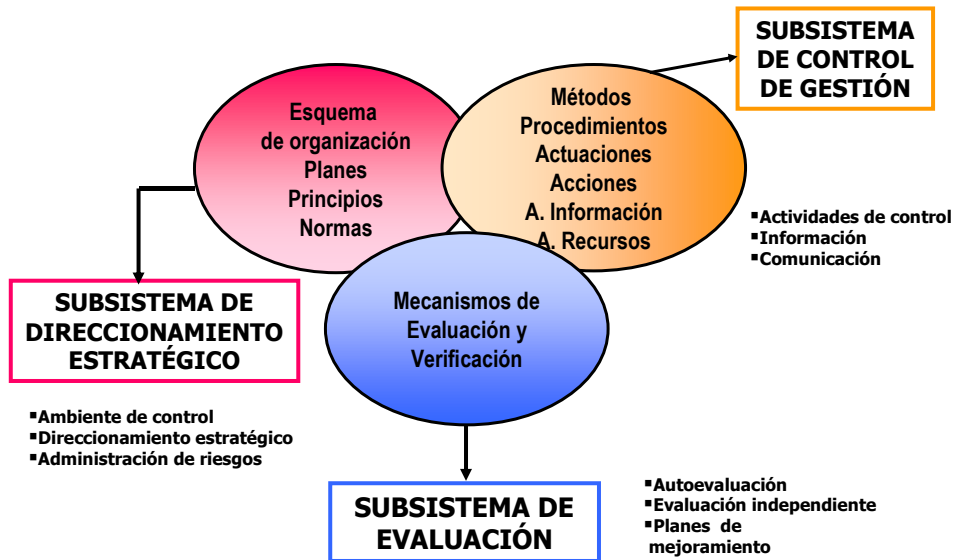 SUBSISTEMA
DE CONTROL
DE GESTIÓN
Esquema
de organización
Planes
Principios
Normas
Métodos
Procedimientos
Actuaciones
Acciones
A. Información
A. Recursos
▪Actividades de control
▪Información
▪Comunicación
Mecanismos de
Evaluación y
Verificación
SUBSISTEMA DE
DIRECCIONAMIENTO
ESTRATÉGICO
▪Ambiente de control
▪Direccionamiento estratégico
▪Administración de riesgos
SUBSISTEMA DE
EVALUACIÓN
▪Autoevaluación
▪Evaluación independiente
▪Planes de
mejoramiento